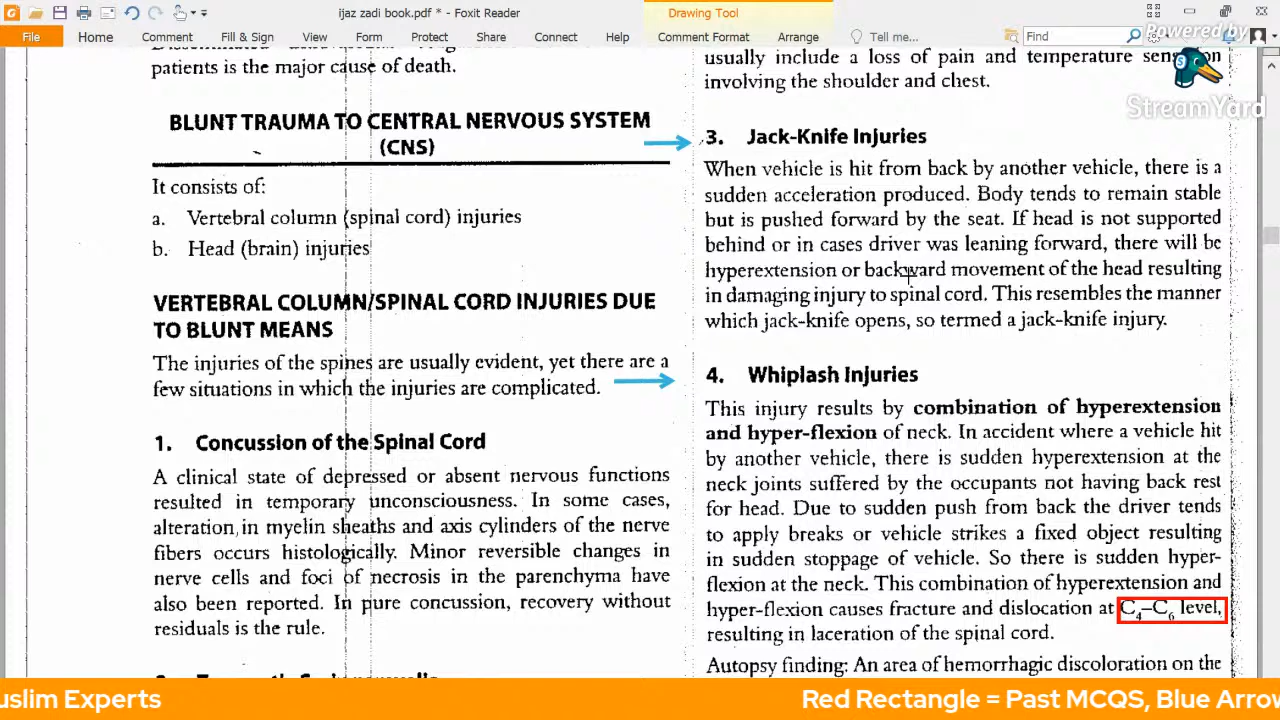 ijaz zadi book.pdf * - Foxit Reader
Drawing Tool
File Home Comment Fill & Sign View Form Protect Share Connect Help Comment Format Arrange Tell me... Find
Powered by
StreamYard
patients is the major cause of death.
BLUNT TRAUMA TO CENTRAL NERVOUS SYSTEM
(CNS)
It consists of:
a. Vertebral column (spinal cord) injuries
b. Head (brain) injuries
VERTEBRAL COLUMN/SPINAL CORD INJURIES DUE
TO BLUNT MEANS
The injuries of the spines are usually evident, yet there are a
few situations in which the injuries are complicated.
1. Concussion of the Spinal Cord
A clinical state of depressed or absent nervous functions
resulted in temporary unconsciousness. In some cases,
alteration in myelin sheaths and axis cylinders of the nerve
fibers occurs histologically. Minor reversible changes in
nerve cells and foci of necrosis in the parenchyma have
also been reported. In pure concussion, recovery without
residuals is the rule.
usually include a loss of pain and temperature
involving the shoulder and chest.
3. Jack-Knife Injuries
When vehicle is hit from back by another vehicle, there is a
sudden acceleration produced. Body tends to remain stable
but is pushed forward by the seat. If head is not supported
behind or in cases driver was leaning forward, there will be
hyperextension or backward movement of the head resulting
in damaging injury to spinal cord. This resembles the manner
which jack-knife opens, so termed a jack-knife injury.
4. Whiplash Injuries
This injury results by combination of hyperextension
and hyper-flexion of neck. In accident where a vehicle hit
by another vehicle, there is sudden hyperextension at the
neck joints suffered by the occupants not having back rest
for head. Due to sudden push from back the driver tends
to apply breaks or vehicle strikes a fixed object resulting
in sudden stoppage of vehicle. So there is sudden hyper-
flexion at the neck. This combination of hyperextension and
hyper-flexion causes fracture and dislocation at C4–C6 level,
resulting in laceration of the spinal cord.
Autopsy finding: An area of hemorrhagic discoloration on the
uslim Experts
Red Rectangle = Past MCQS, Blue Arrow